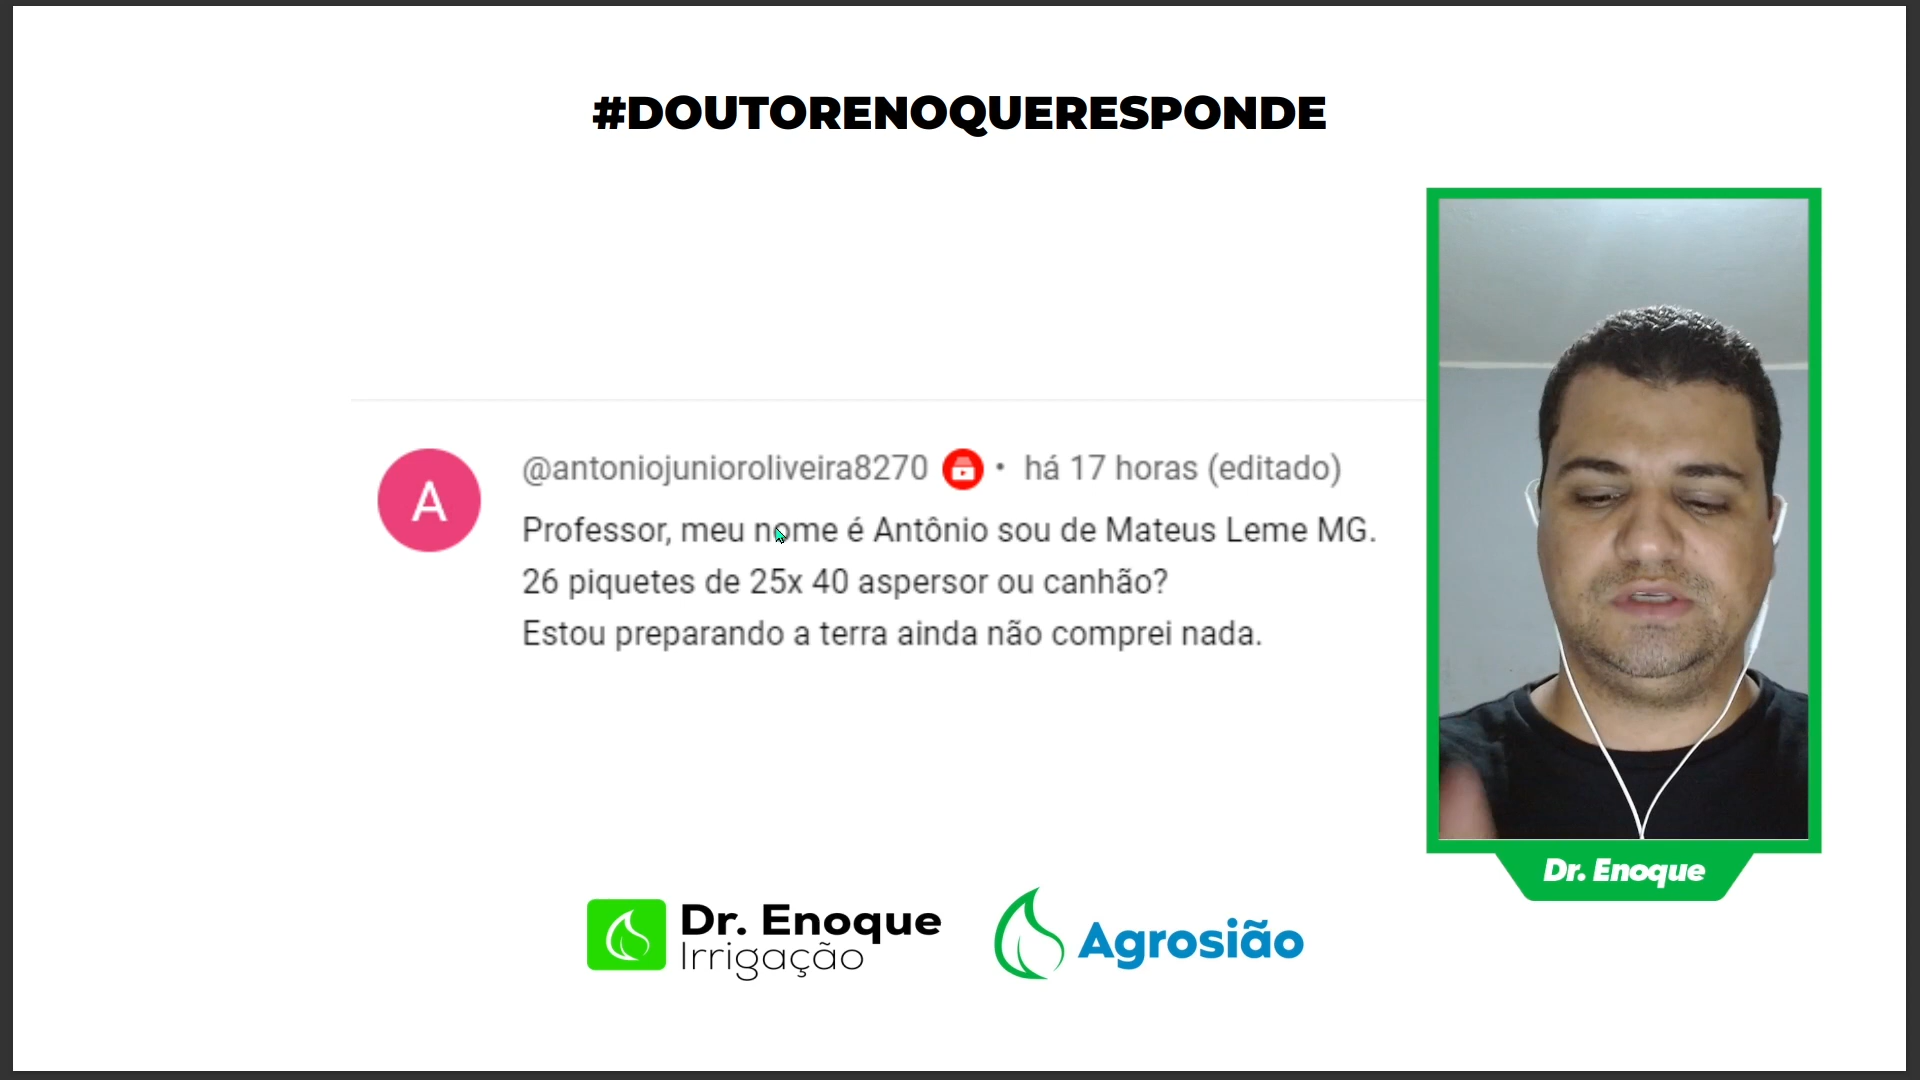 #DOUTORENOQUERESPONDE
@antoniojunioroliveira8270 • há 17 horas (editado)
A
Professor, meu nome é Antônio sou de Mateus Leme MG.
26 piquetes de 25x 40 aspersor ou canhão?
Estou preparando a terra ainda não comprei nada.
Dr. Enoque
Dr. Enoque
Irrigação
Agrosião